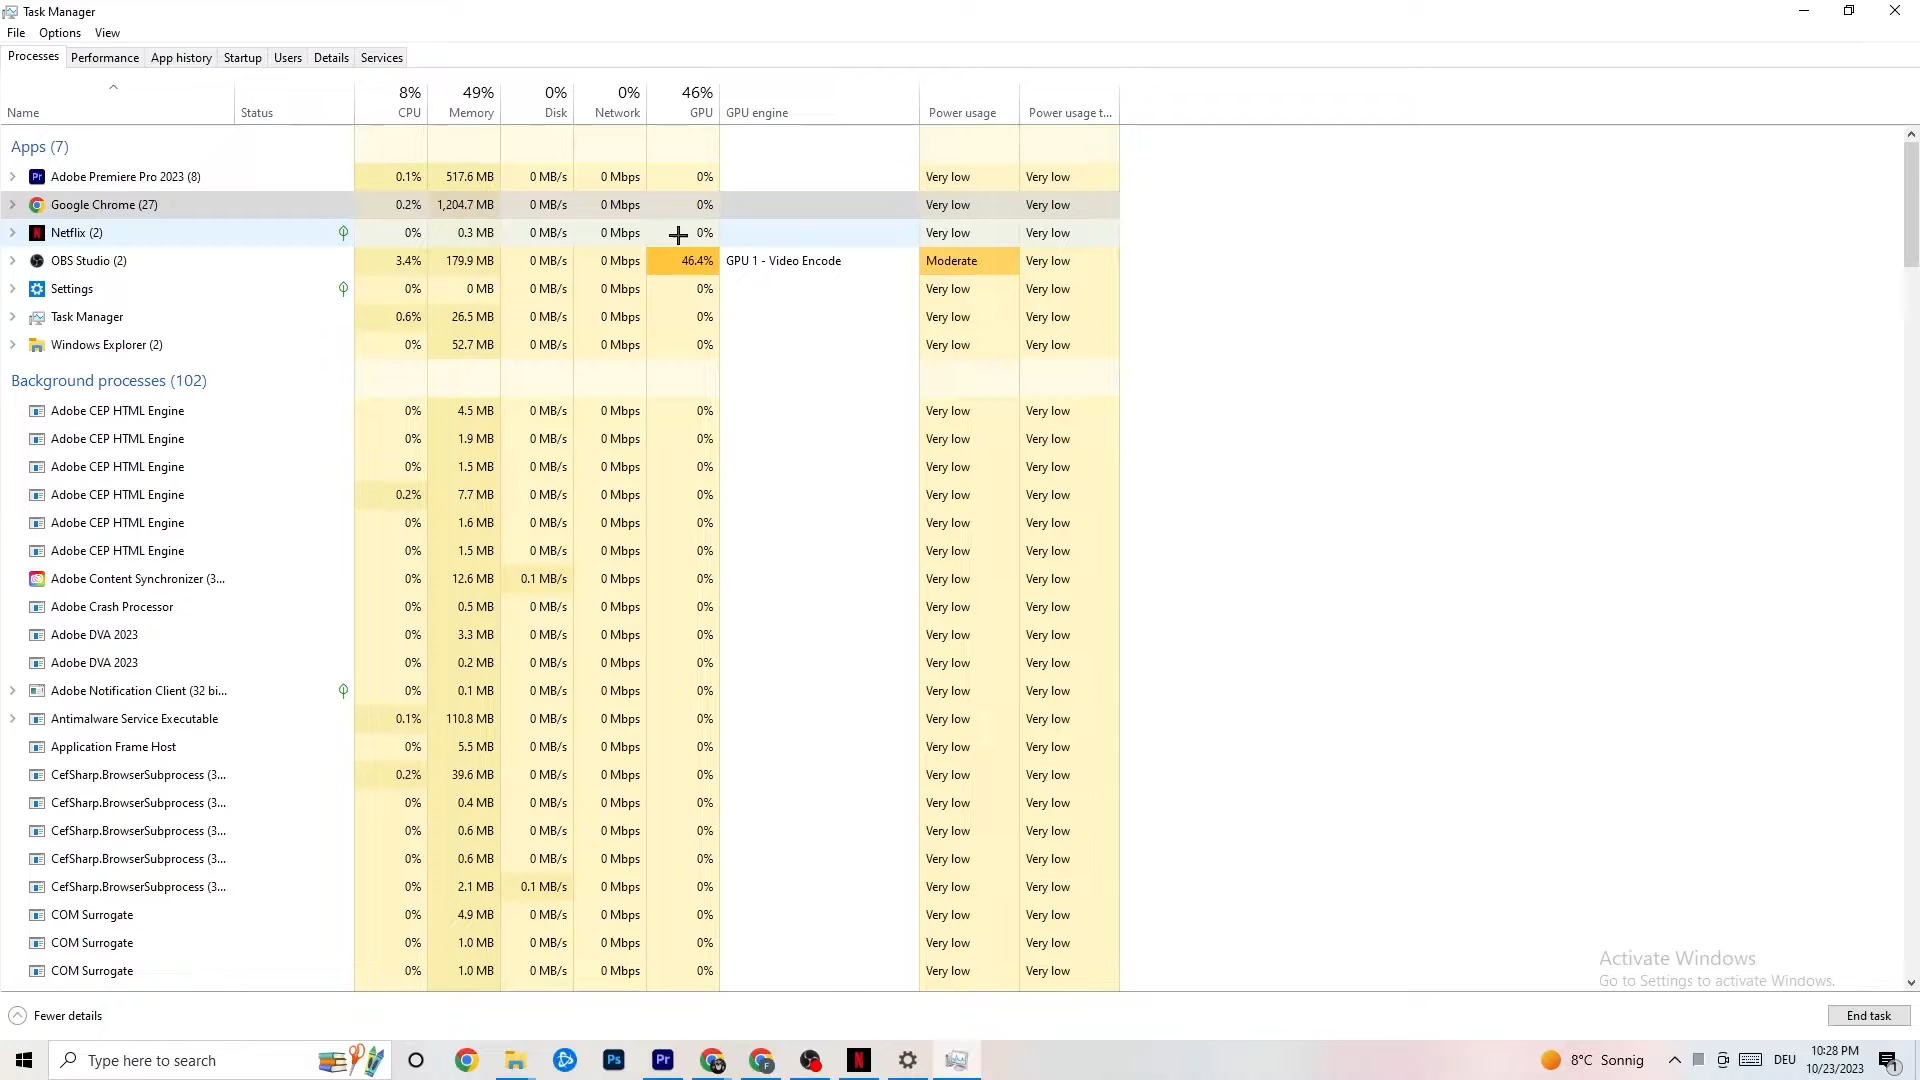 Task Manager
File Options View
Processes Performance App history Startup Users Details Services
8% 49% 0% 0% 46%
Name Status CPU Memory Disk Network GPU GPU engine Power usage Power usage t...
Apps (7)
Pr Adobe Premiere Pro 2023 (8) 0.1% 517.6 MB 0 MB/s 0 Mbps 0% Very low Very low
Google Chrome (27) 0.2% 1,204.7 MB 0 MB/s 0 Mbps 0% Very low Very low
N Netflix (2) 0% 0.3 MB 0 MB/s 0 Mbps 0% Very low Very low
OBS Studio (2) 3.4% 179.9 MB 0 MB/s 0 Mbps 46.4% GPU 1 - Video Encode Moderate Very low
Settings 0% 0 MB 0 MB/s 0 Mbps 0% Very low Very low
Task Manager 0.6% 26.5 MB 0 MB/s 0 Mbps 0% Very low Very low
Windows Explorer (2) 0% 52.7 MB 0 MB/s 0 Mbps 0% Very low Very low
Background processes (102)
Adobe CEP HTML Engine 0% 4.5 MB 0 MB/s 0 Mbps 0% Very low Very low
Adobe CEP HTML Engine 0% 1.9 MB 0 MB/s 0 Mbps 0% Very low Very low
Adobe CEP HTML Engine 0% 1.5 MB 0 MB/s 0 Mbps 0% Very low Very low
Adobe CEP HTML Engine 0.2% 7.7 MB 0 MB/s 0 Mbps 0% Very low Very low
Adobe CEP HTML Engine 0% 1.6 MB 0 MB/s 0 Mbps 0% Very low Very low
Adobe CEP HTML Engine 0% 1.5 MB 0 MB/s 0 Mbps 0% Very low Very low
Adobe Content Synchronizer (3... 0% 12.6 MB 0.1 MB/s 0 Mbps 0% Very low Very low
Adobe Crash Processor 0% 0.5 MB 0 MB/s 0 Mbps 0% Very low Very low
Adobe DVA 2023 0% 3.3 MB 0 MB/s 0 Mbps 0% Very low Very low
Adobe DVA 2023 0% 0.2 MB 0 MB/s 0 Mbps 0% Very low Very low
Adobe Notification Client (32 bi... 0% 0.1 MB 0 MB/s 0 Mbps 0% Very low Very low
Antimalware Service Executable 0.1% 110.8 MB 0 MB/s 0 Mbps 0% Very low Very low
Application Frame Host 0% 5.5 MB 0 MB/s 0 Mbps 0% Very low Very low
CefSharp.BrowserSubprocess (3... 0.2% 39.6 MB 0 MB/s 0 Mbps 0% Very low Very low
CefSharp.BrowserSubprocess (3... 0% 0.4 MB 0 MB/s 0 Mbps 0% Very low Very low
CefSharp.BrowserSubprocess (3... 0% 0.6 MB 0 MB/s 0 Mbps 0% Very low Very low
CefSharp.BrowserSubprocess (3... 0% 0.6 MB 0 MB/s 0 Mbps 0% Very low Very low
CefSharp.BrowserSubprocess (3... 0% 2.1 MB 0.1 MB/s 0 Mbps 0% Very low Very low
COM Surrogate 0% 4.9 MB 0 MB/s 0 Mbps 0% Very low Very low
COM Surrogate 0% 1.0 MB 0 MB/s 0 Mbps 0% Very low Very low
COM Surrogate 0% 1.0 MB 0 MB/s 0 Mbps 0% Very low Very low
Activate Windows
Go to Settings to activate Windows.
Fewer details End task
Type here to search Ps Pr F N 8°C Sonnig DEU 10:28 PM
10/23/2023 1